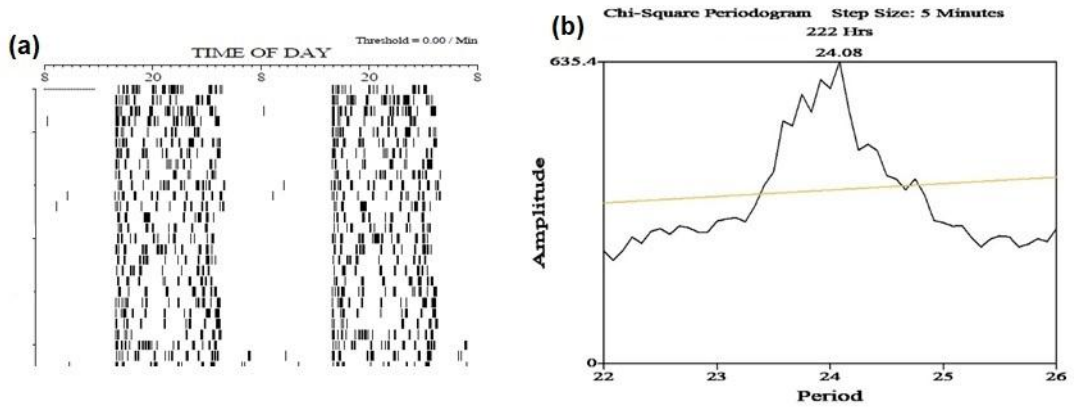 (a)
Threshold = 0.00 / Min
TIME OF DAY
8 20 8 20 8
(b)
Chi-Square Periodogram Step Size: 5 Minutes
222 Hrs
24.08
635.4
Amplitude
0
22 23 24 25 26
Period